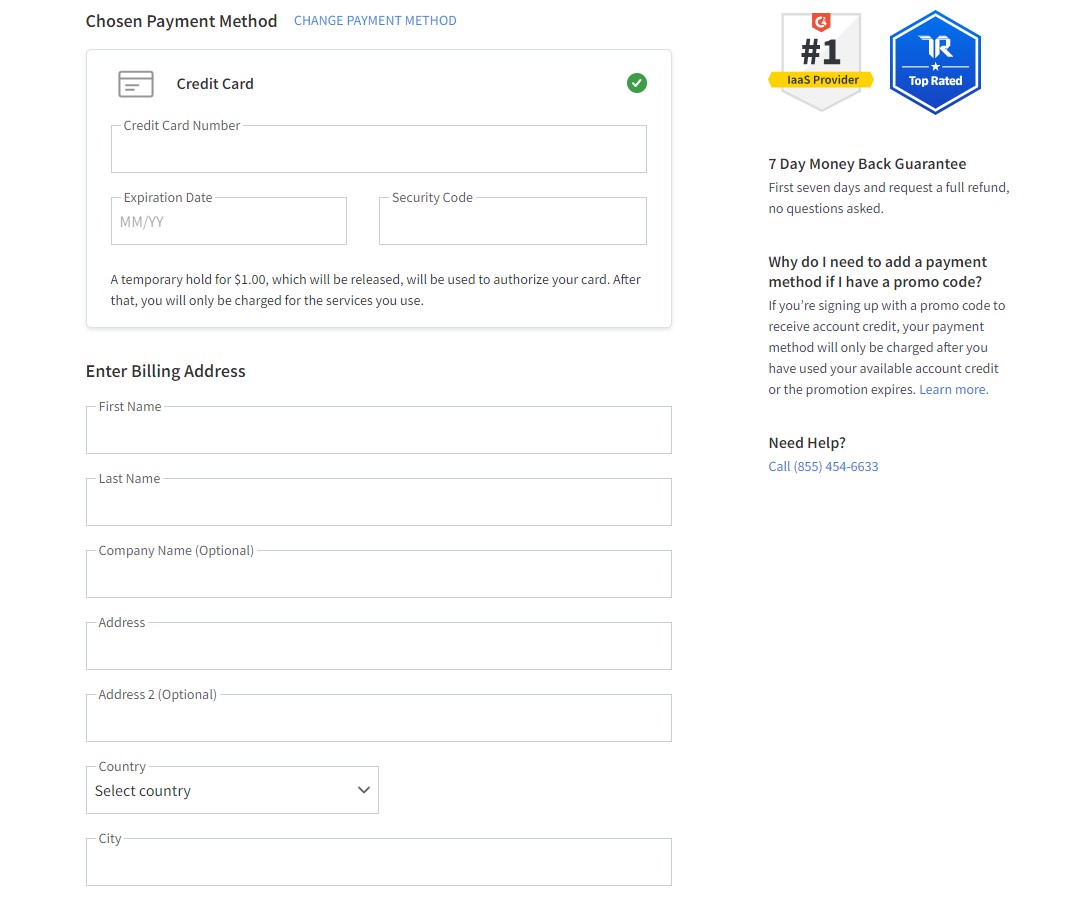 Chosen Payment Method CHANGE PAYMENT METHOD
Credit Card
Credit Card Number
Expiration Date Security Code
MM/YY
A temporary hold for $1.00, which will be released, will be used to authorize your card. After
that, you will only be charged for the services you use.
Enter Billing Address
First Name
Last Name
Company Name (Optional)
Address
Address 2 (Optional)
Country
Select country
City
#1
IaaS Provider
TR
Top Rated
7 Day Money Back Guarantee
First seven days and request a full refund,
no questions asked.
Why do I need to add a payment
method if I have a promo code?
If you’re signing up with a promo code to
receive account credit, your payment
method will only be charged after you
have used your available account credit
or the promotion expires. Learn more.
Need Help?
Call (855) 454-6633